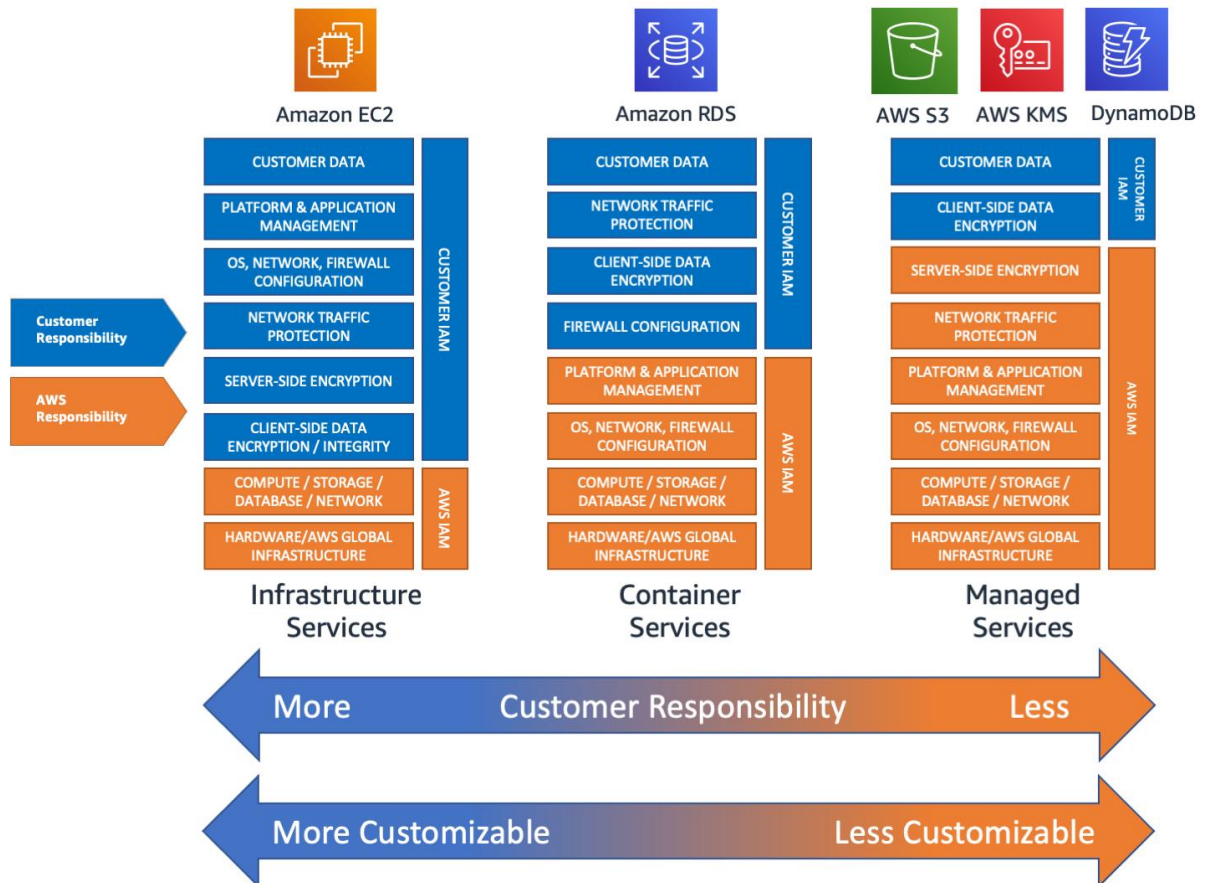 Amazon EC2
Amazon RDS
AWS S3
AWS KMS
DynamoDB
Customer
Responsibility
AWS
Responsibility
CUSTOMER DATA
PLATFORM & APPLICATION
MANAGEMENT
OS, NETWORK, FIREWALL
CONFIGURATION
NETWORK TRAFFIC
PROTECTION
SERVER-SIDE ENCRYPTION
CLIENT-SIDE DATA
ENCRYPTION / INTEGRITY
COMPUTE / STORAGE /
DATABASE / NETWORK
HARDWARE/AWS GLOBAL
INFRASTRUCTURE
CUSTOMER IAM
AWS IAM
Infrastructure
Services
CUSTOMER DATA
NETWORK TRAFFIC
PROTECTION
CLIENT-SIDE DATA
ENCRYPTION
FIREWALL CONFIGURATION
PLATFORM & APPLICATION
MANAGEMENT
OS, NETWORK, FIREWALL
CONFIGURATION
COMPUTE / STORAGE /
DATABASE / NETWORK
HARDWARE/AWS GLOBAL
INFRASTRUCTURE
CUSTOMER IAM
AWS IAM
Container
Services
CUSTOMER DATA
CLIENT-SIDE DATA
ENCRYPTION
SERVER-SIDE ENCRYPTION
NETWORK TRAFFIC
PROTECTION
PLATFORM & APPLICATION
MANAGEMENT
OS, NETWORK, FIREWALL
CONFIGURATION
COMPUTE / STORAGE /
DATABASE / NETWORK
HARDWARE/AWS GLOBAL
INFRASTRUCTURE
CUSTOMER
IAM
AWS IAM
Managed
Services
More Customer Responsibility Less
More Customizable Less Customizable